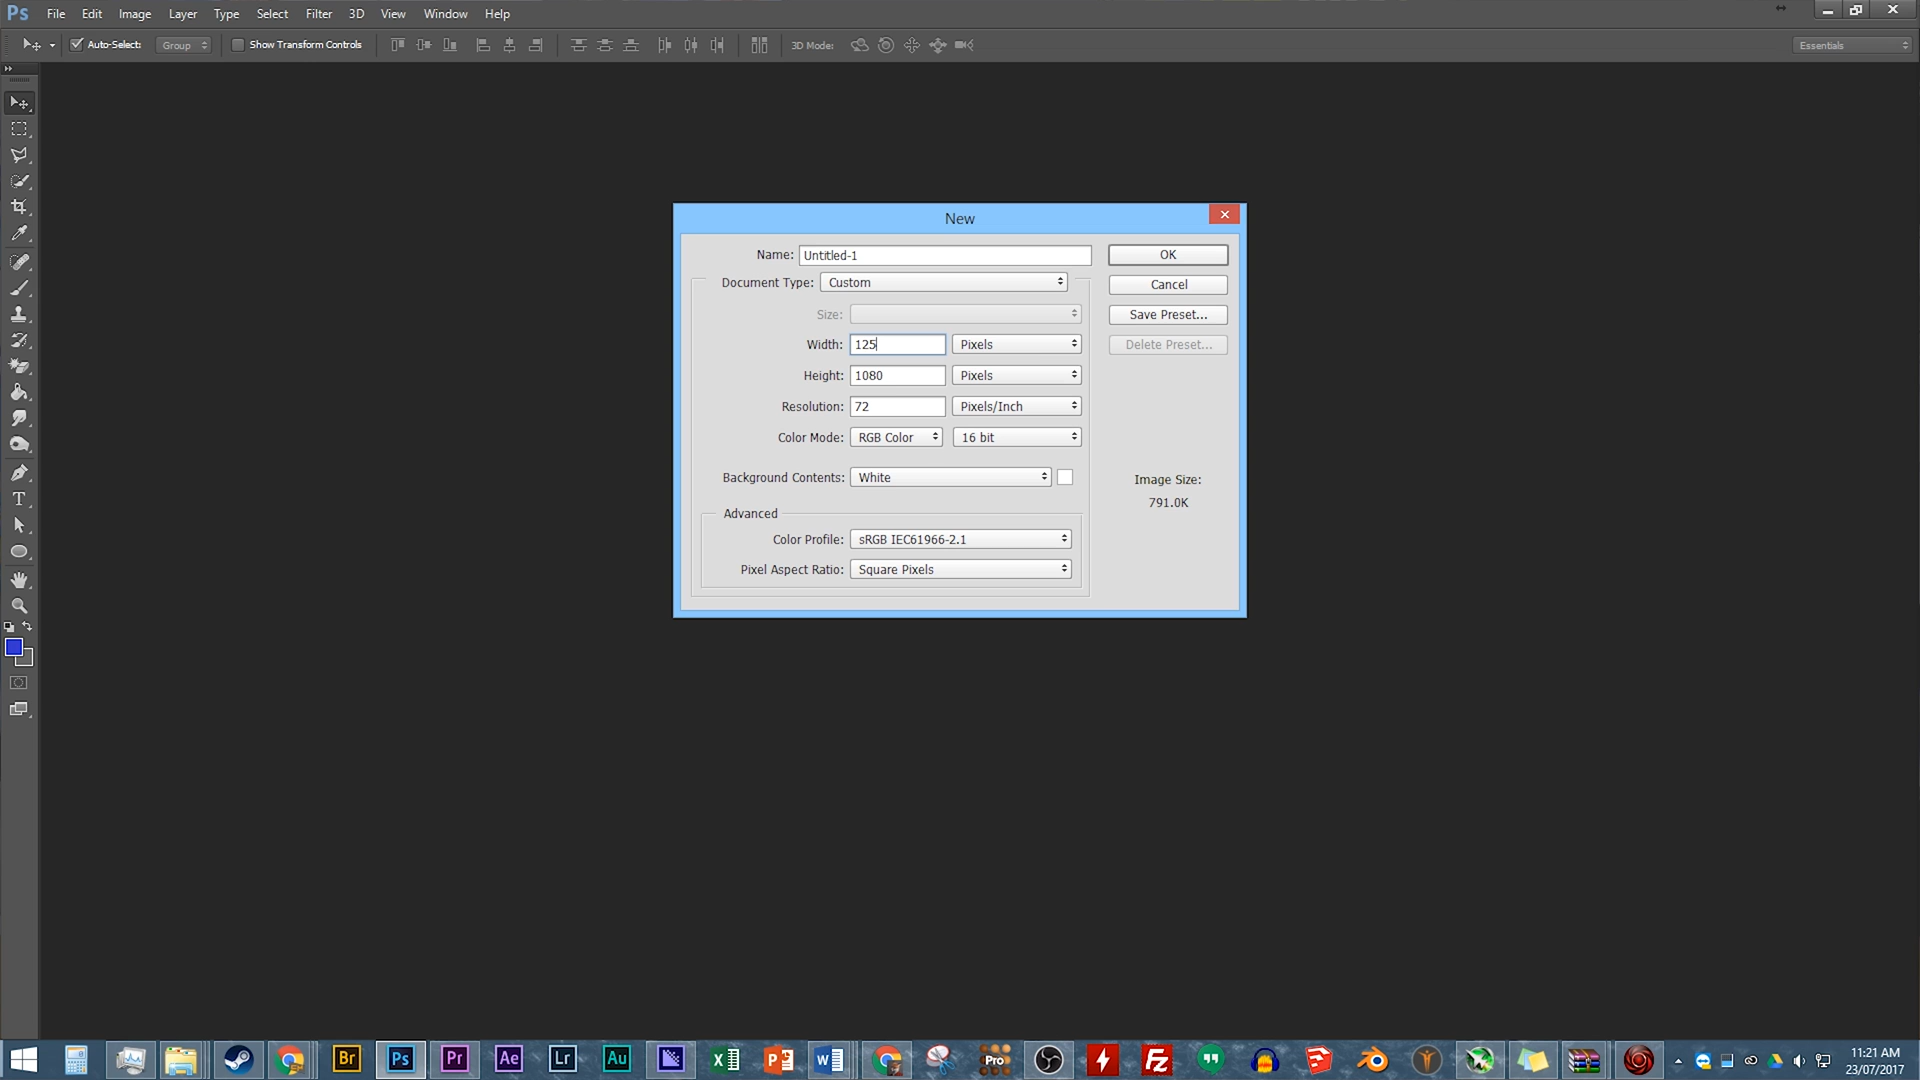 Ps File Edit Image Layer Type Select Filter 3D View Window Help
Auto-Select: Group Show Transform Controls 3D Mode: Essentials
New
Name: Untitled-1 OK
Document Type: Custom Cancel
Size: Save Preset...
Width: 125 Pixels Delete Preset...
Height: 1080 Pixels
Resolution: 72 Pixels/Inch
Color Mode: RGB Color 16 bit
Background Contents: White Image Size:
791.0K
Advanced
Color Profile: sRGB IEC61966-2.1
Pixel Aspect Ratio: Square Pixels
T
Br Ps Pr Ae Lr Au X P W Pro Fz 11:21 AM
23/07/2017